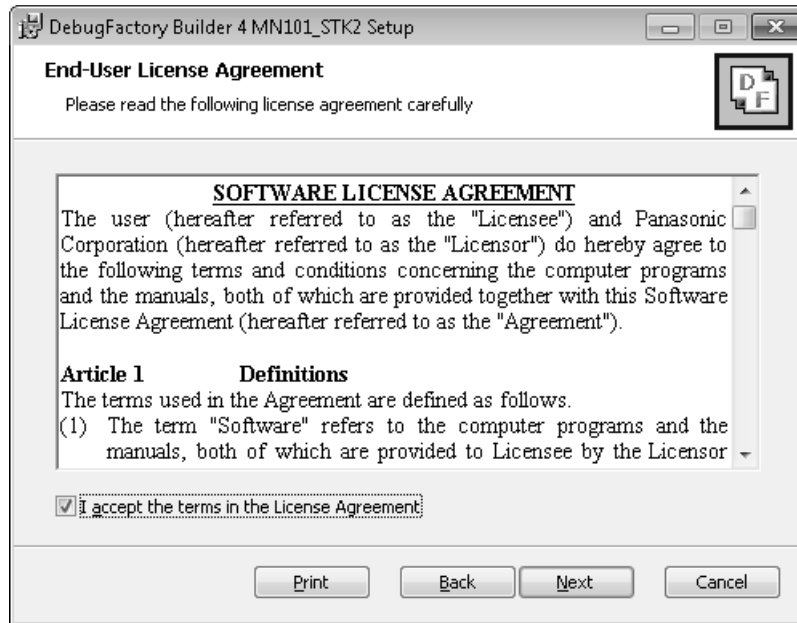 DebugFactory Builder 4 MN101_STK2 Setup
End-User License Agreement
Please read the following license agreement carefully
D
F
SOFTWARE LICENSE AGREEMENT
The user (hereafter referred to as the "Licensee") and Panasonic
Corporation (hereafter referred to as the "Licensor") do hereby agree to
the following terms and conditions concerning the computer programs
and the manuals, both of which are provided together with this Software
License Agreement (hereafter referred to as the "Agreement").
Article 1 Definitions
The terms used in the Agreement are defined as follows.
(1) The term "Software" refers to the computer programs and the
manuals, both of which are provided to Licensee by the Licensor
I accept the terms in the License Agreement
Print Back Next Cancel